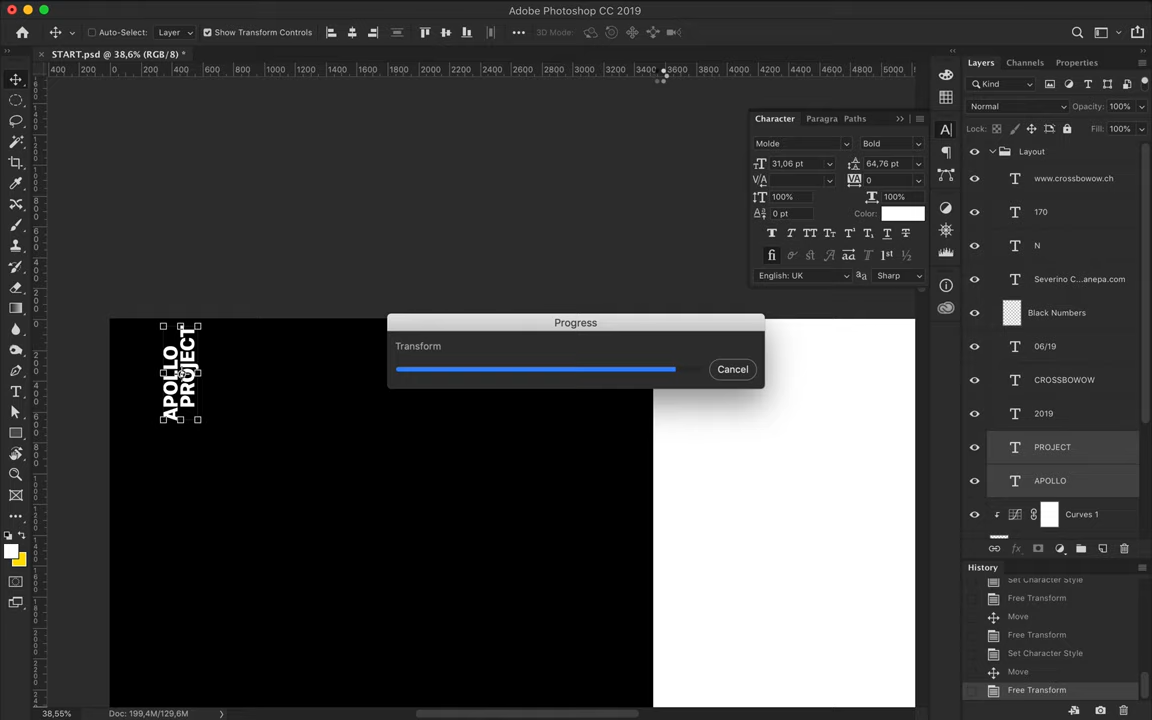 Adobe Photoshop CC 2019
Auto-Select: Layer Show Transform Controls 3D Mode:
START.psd @ 38,6% (RGB/8) *
400 200 0 200 400 600 800 1000 1200 1400 1600 1800 2000 2200 2400 2600 2800 3000 3200 3400 3600 3800 4000 4200 4400 4600 4800 5000
Character Paragra Paths
Molde Bold
31,06 pt 64,76 pt
0
100% 100%
0 pt Color:
English: UK Sharp
APOLLO
PROJECT
Progress
Transform
Cancel
Layers Channels Properties
Kind
Normal Opacity: 100%
Lock: Fill: 100%
Layout
www.crossbowow.ch
170
N
Severino C...anepa.com
Black Numbers
06/19
CROSSBOWOW
2019
PROJECT
APOLLO
Curves 1
History
Set Character Style
Free Transform
Move
Free Transform
Set Character Style
Move
Free Transform
38,55% Doc: 199,4M/129,6M